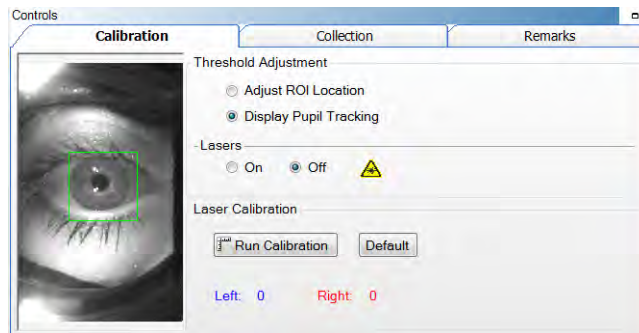 Controls
Calibration Collection Remarks
Threshold Adjustment
Adjust ROI Location
Display Pupil Tracking
Lasers
On Off
Laser Calibration
Run Calibration Default
Left: 0 Right: 0